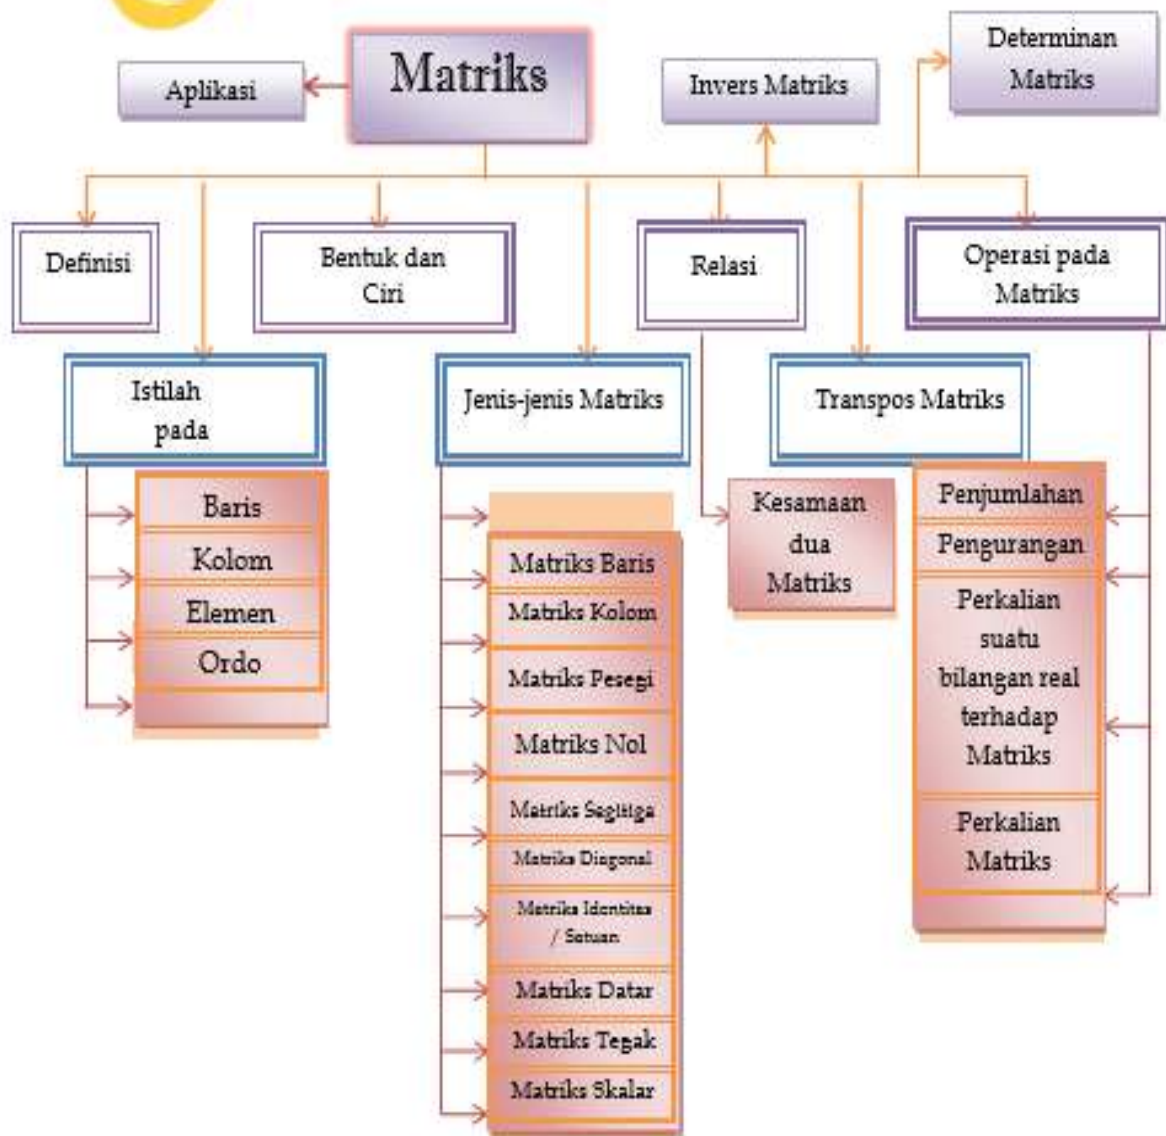 Matriks
Aplikasi
Invers Matriks
Determinan
Matriks
Definisi
Bentuk dan
Ciri
Relasi
Operasi pada
Matriks
Istilah
pada
Jenis-jenis Matriks
Transpos Matriks
Baris
Kolom
Elemen
Ordo
Matriks Baris
Matriks Kolom
Matriks Pesegi
Matriks Nol
Matriks Segitiga
Matriks Diagonal
Matriks Identitas
/ Satuan
Matriks Datar
Matriks Tegak
Matriks Skalar
Kesamaan
dua
Matriks
Penjumlahan
Pengurangan
Perkalian
suatu
bilangan real
terhadap
Matriks
Perkalian
Matriks